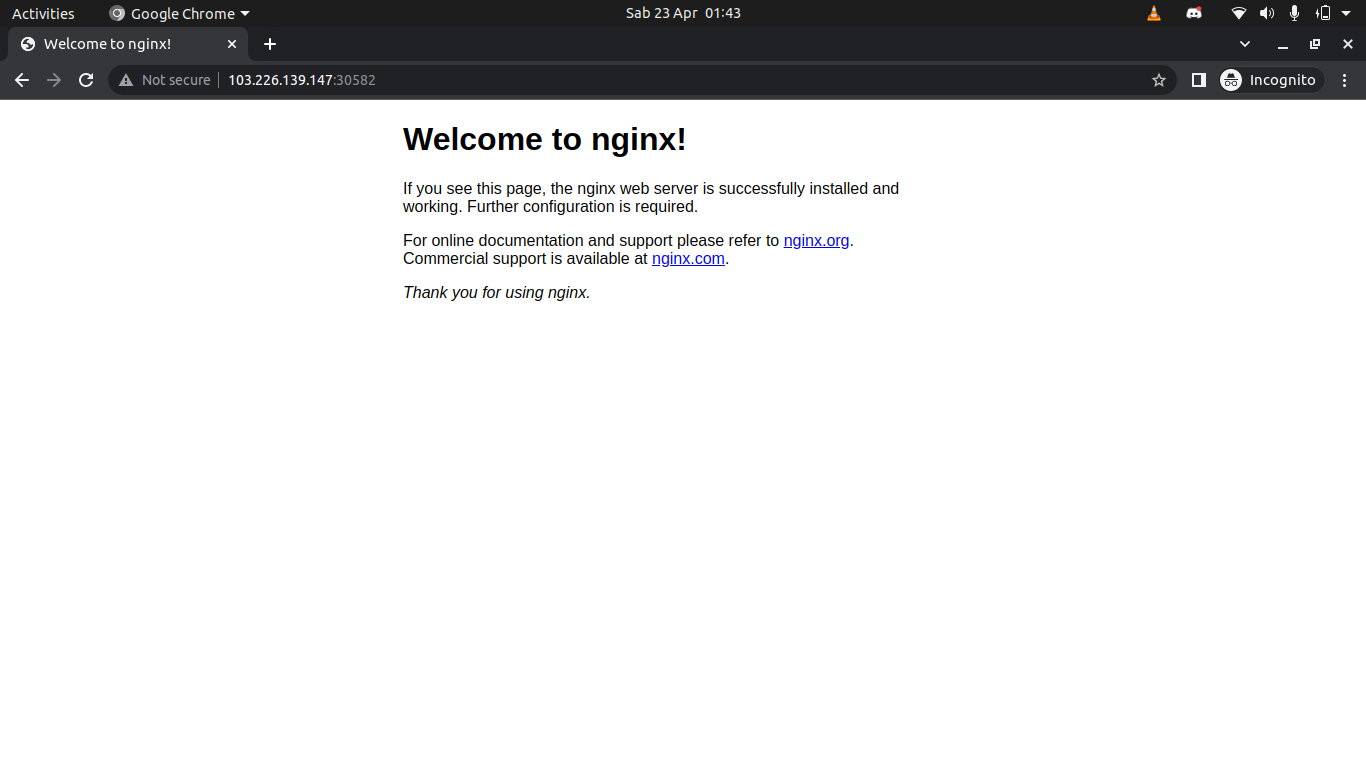 Activities
Google Chrome
Sab 23 Apr 01:43
Welcome to nginx!
Not secure
103.226.139.147:30582
Incognito
Welcome to nginx!
If you see this page, the nginx web server is successfully installed and
working. Further configuration is required.
For online documentation and support please refer to nginx.org.
Commercial support is available at nginx.com.
Thank you for using nginx.